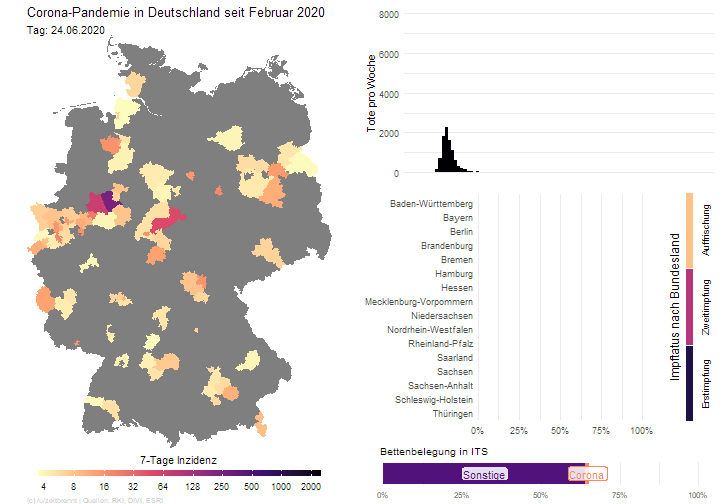 Corona-Pandemie in Deutschland seit Februar 2020
Tag: 24.06.2020
7-Tage Inzidenz
4 8 16 32 64 125 250 500 1000 2000
(c) /u/zeitbrennt | Quellen: RKI, DIVI, ESRI
Tote pro Woche
8000
6000
4000
2000
0
Impfstatus nach Bundesland
Baden-Württemberg
Bayern
Berlin
Brandenburg
Bremen
Hamburg
Hessen
Mecklenburg-Vorpommern
Niedersachsen
Nordrhein-Westfalen
Rheinland-Pfalz
Saarland
Sachsen
Sachsen-Anhalt
Schleswig-Holstein
Thüringen
0% 25% 50% 75% 100%
Auffrischung
Zweitimpfung
Erstimpfung
Bettenbelegung in ITS
Sonstige Corona
0% 25% 50% 75% 100%